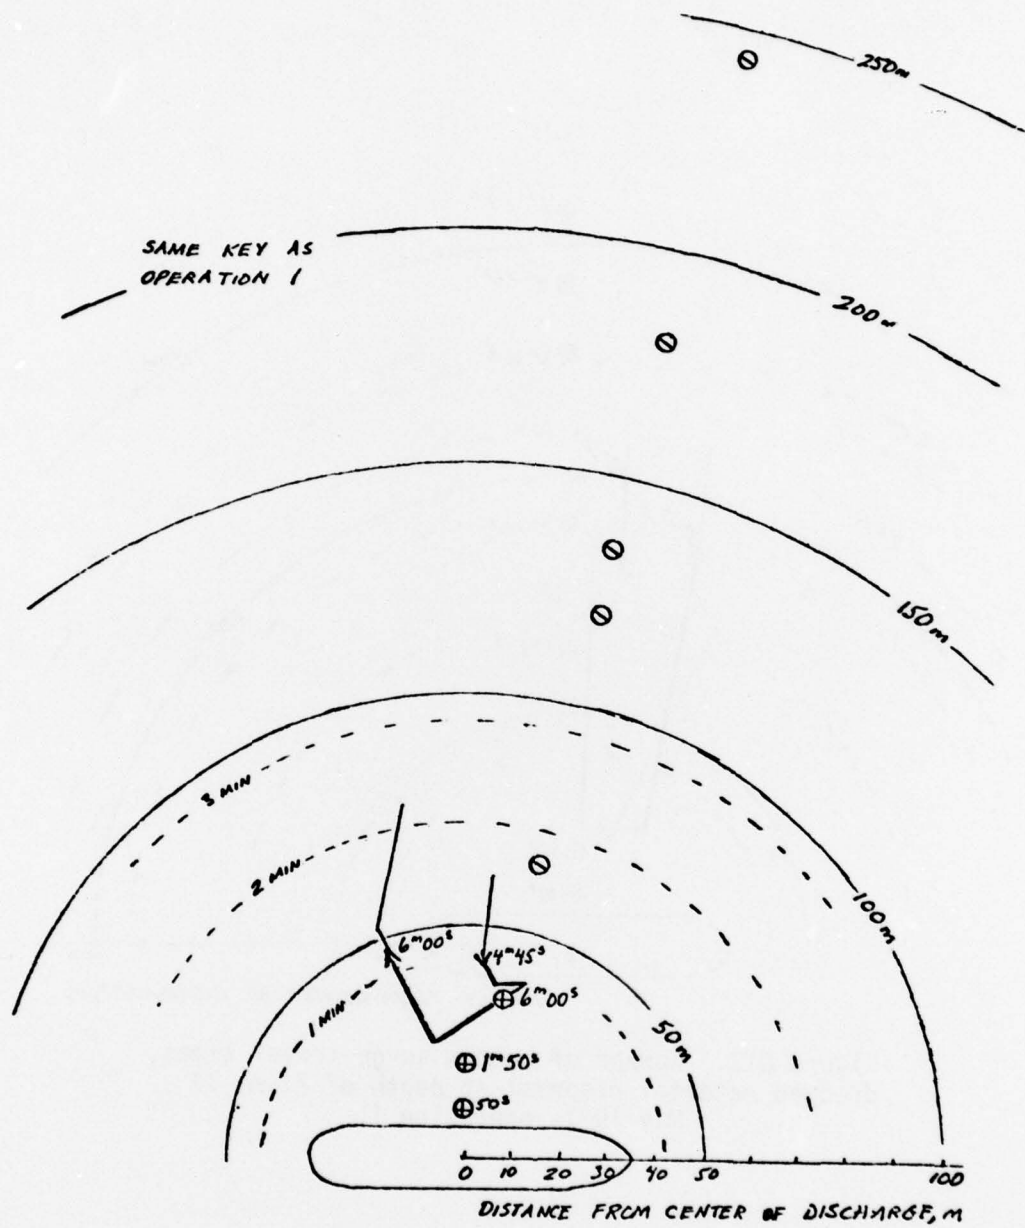 250m
SAME KEY AS
OPERATION 1
200m
150m
3 MIN
2 MIN
100m
6ᵐ00ˢ
4ᵐ45ˢ
6ᵐ00ˢ
1 MIN
50m
1ᵐ50ˢ
50ˢ
0 10 20 30 40 50 100
DISTANCE FROM CENTER OF DISCHARGE, M